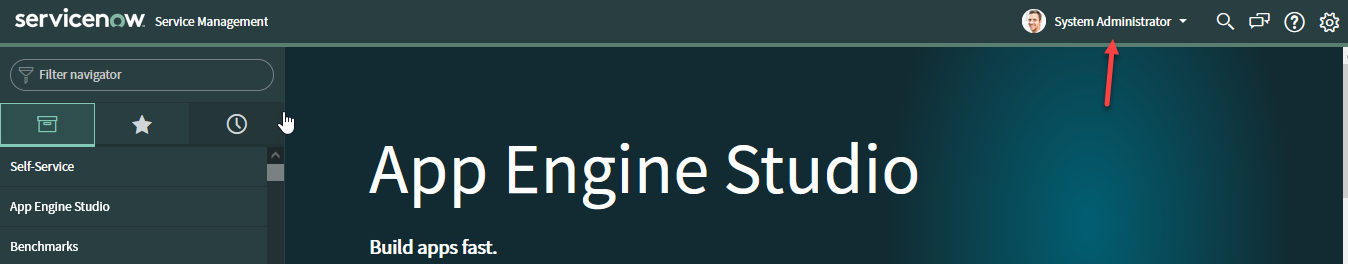 servicenow Service Management
System Administrator
Filter navigator
Self-Service
App Engine Studio
Benchmarks
App Engine Studio
Build apps fast.